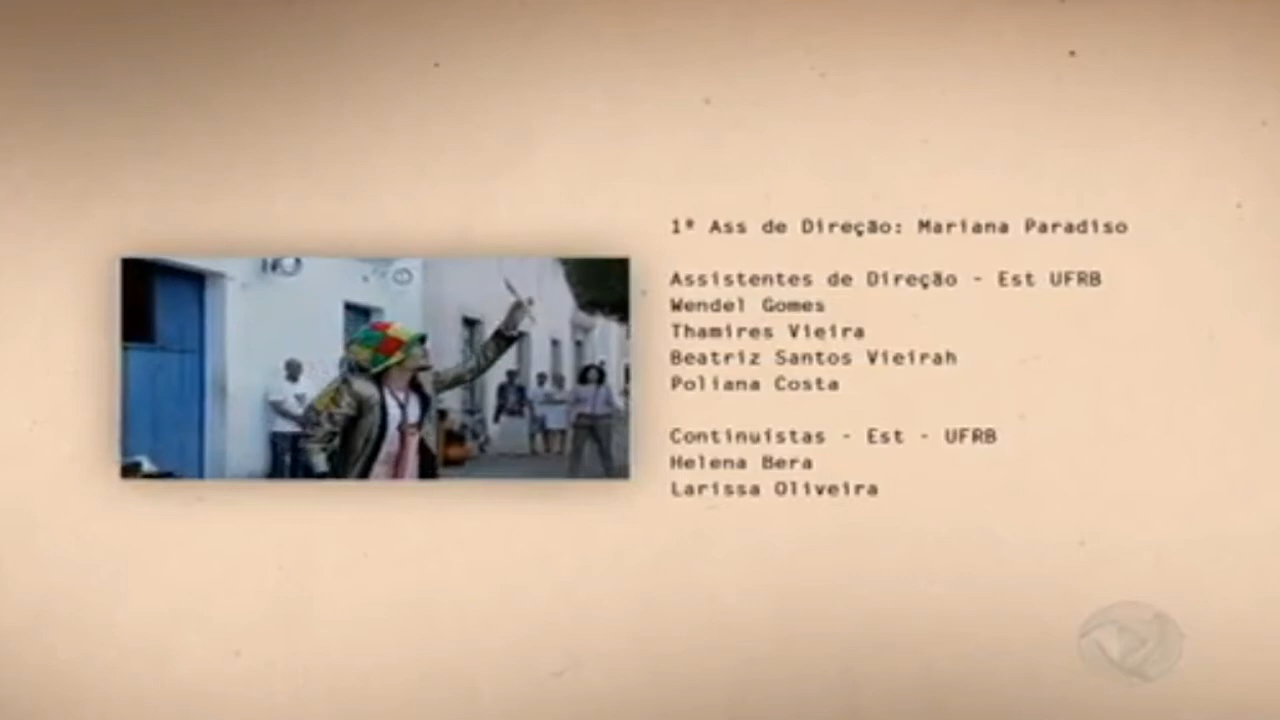 1º Ass de Direção: Mariana Paradiso
Assistentes de Direção - Est UFRB
Wendel Gomes
Thamires Vieira
Beatriz Santos Vieirah
Poliana Costa
Continuistas - Est - UFRB
Helena Bera
Larissa Oliveira